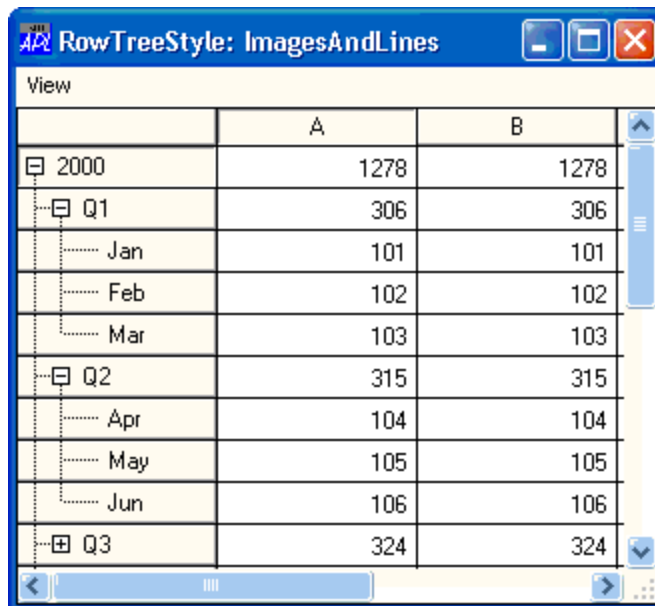 APL RowTreeStyle: ImagesAndLines
View
A B
2000 1278 1278
Q1 306 306
Jan 101 101
Feb 102 102
Mar 103 103
Q2 315 315
Apr 104 104
May 105 105
Jun 106 106
Q3 324 324